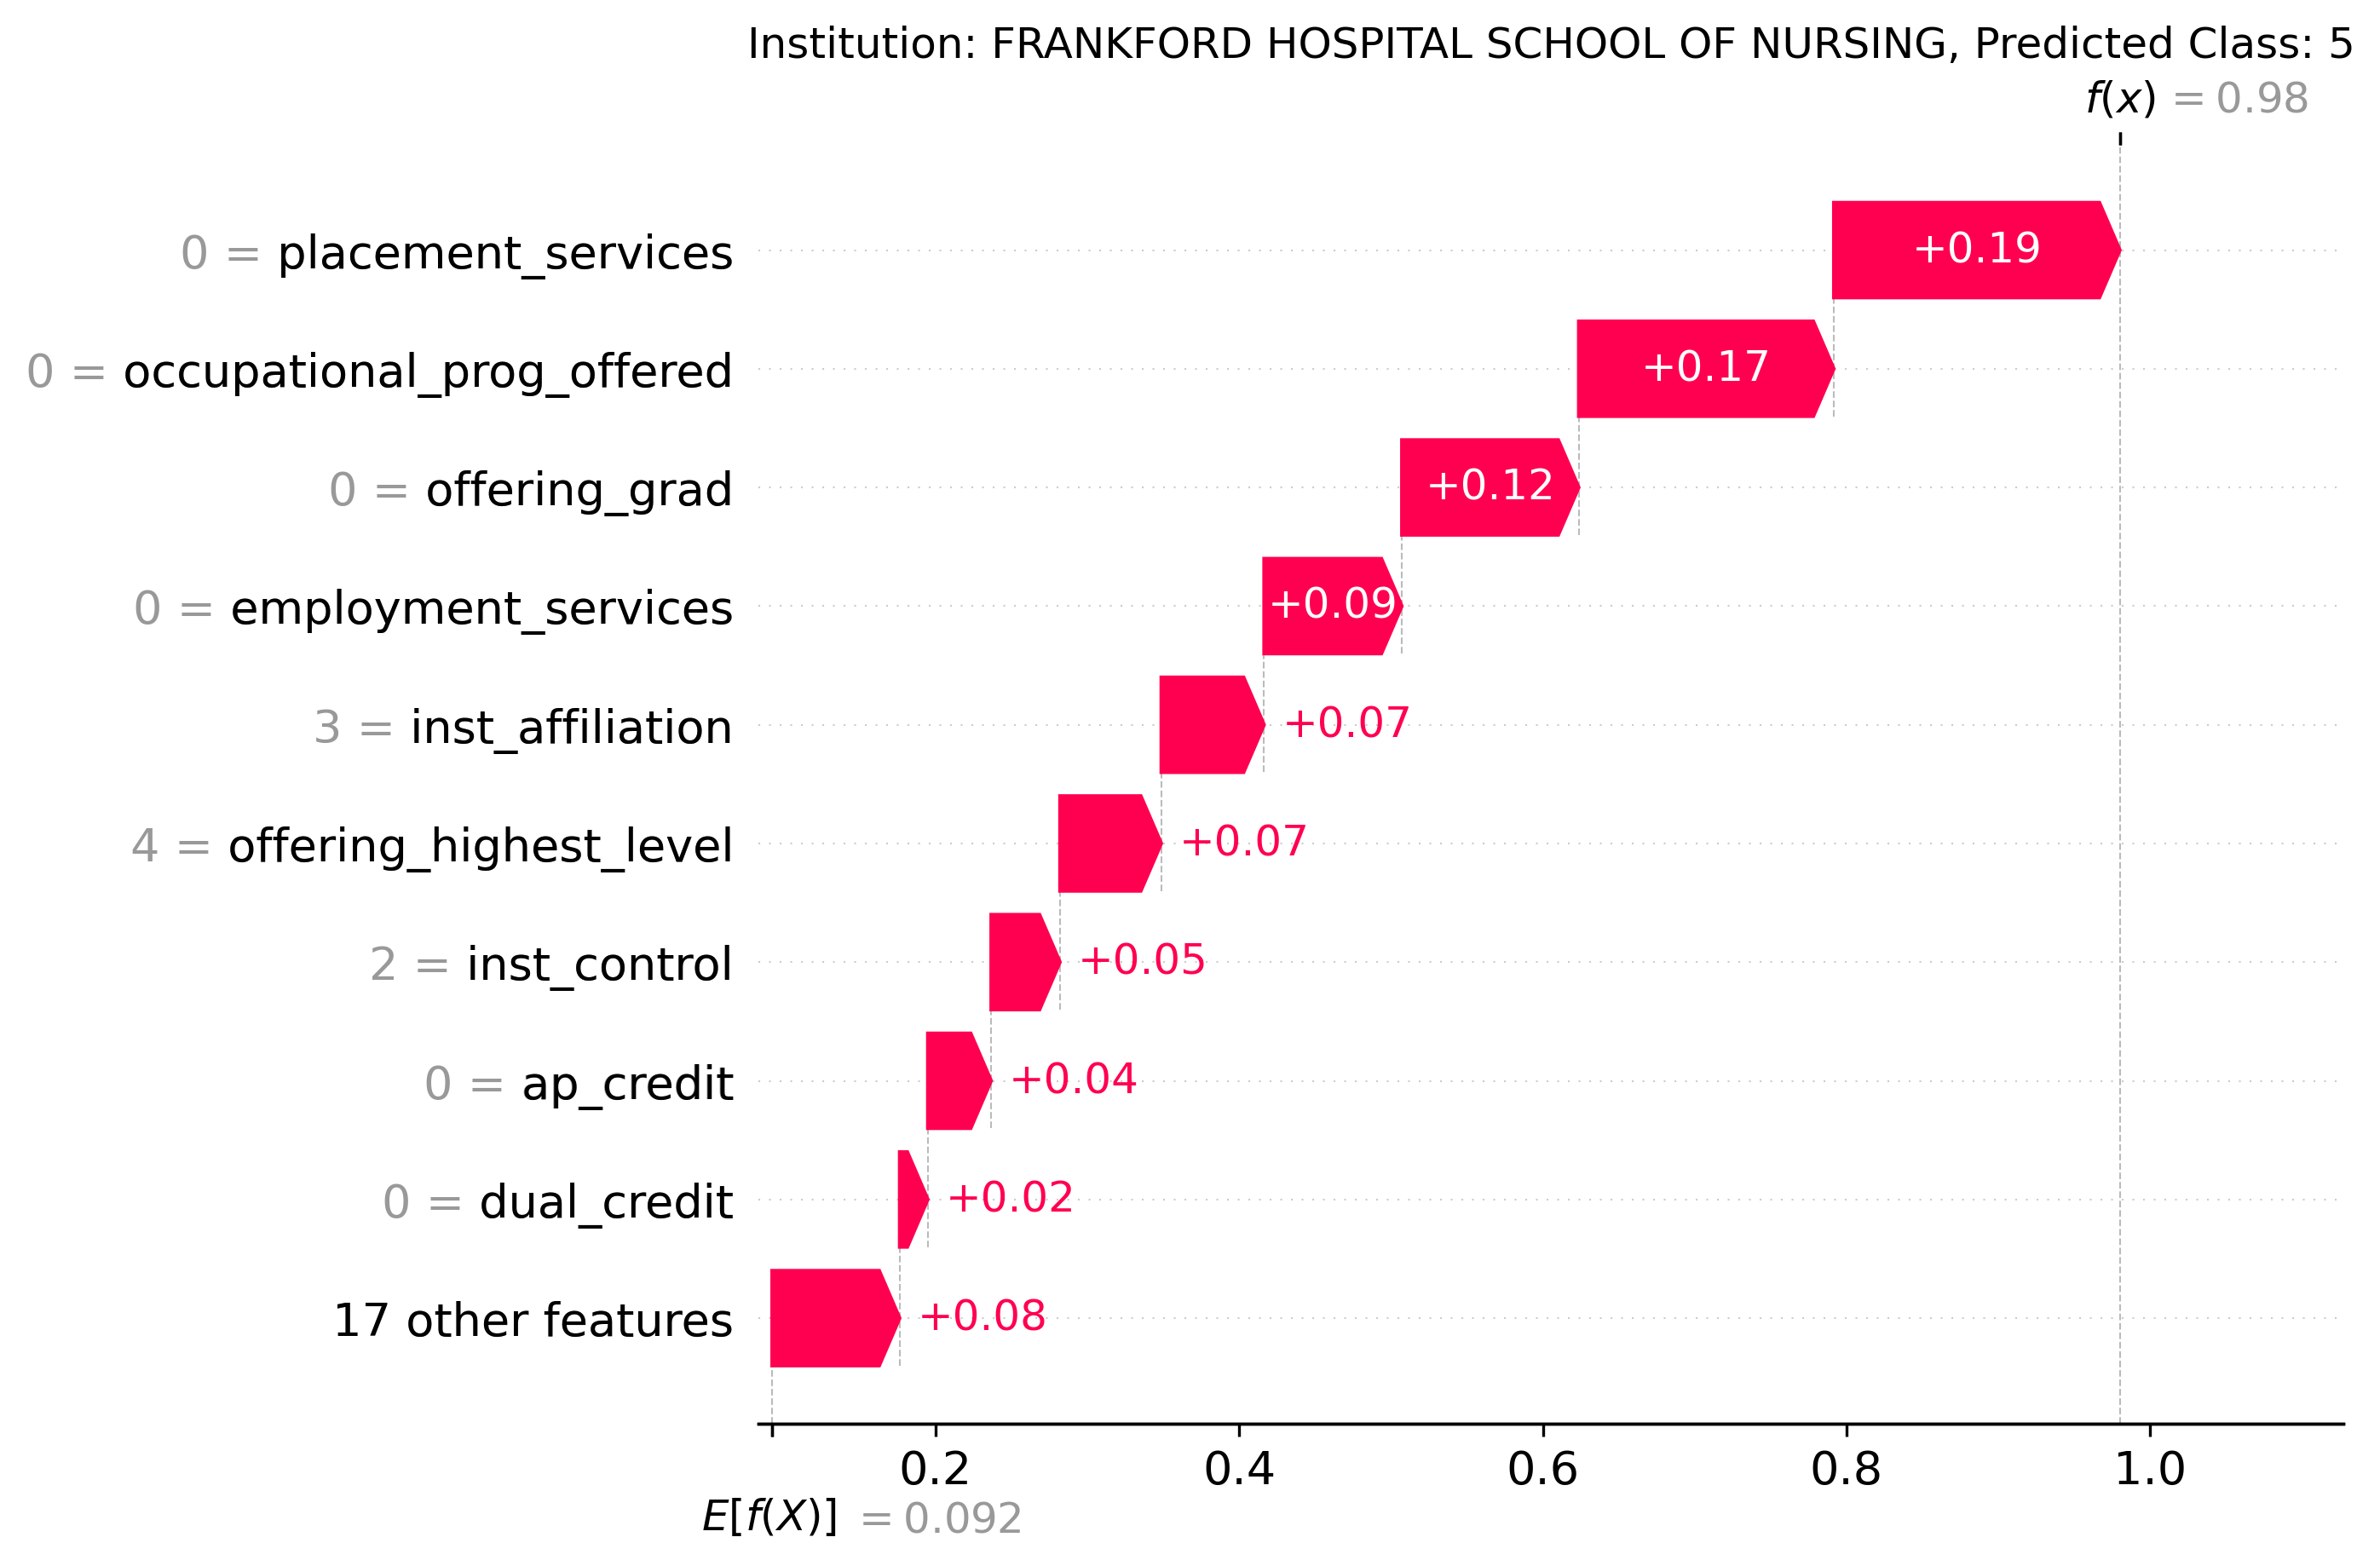 Institution: FRANKFORD HOSPITAL SCHOOL OF NURSING, Predicted Class: 5
f(x) = 0.98
0 = placement_services +0.19
0 = occupational_prog_offered +0.17
0 = offering_grad +0.12
0 = employment_services +0.09
3 = inst_affiliation +0.07
4 = offering_highest_level +0.07
2 = inst_control +0.05
0 = ap_credit +0.04
0 = dual_credit +0.02
17 other features +0.08
0.2 0.4 0.6 0.8 1.0
E[f(X)] = 0.092